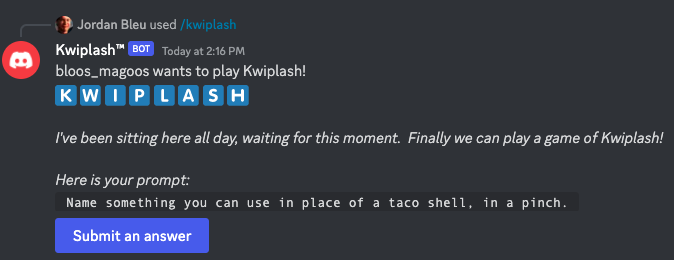 Jordan Bleu used /kwiplash
Kwiplash™ BOT Today at 2:16 PM
bloos_magoos wants to play Kwiplash!
KWIPLASH
I've been sitting here all day, waiting for this moment. Finally we can play a game of Kwiplash!
Here is your prompt:
Name something you can use in place of a taco shell, in a pinch.
Submit an answer